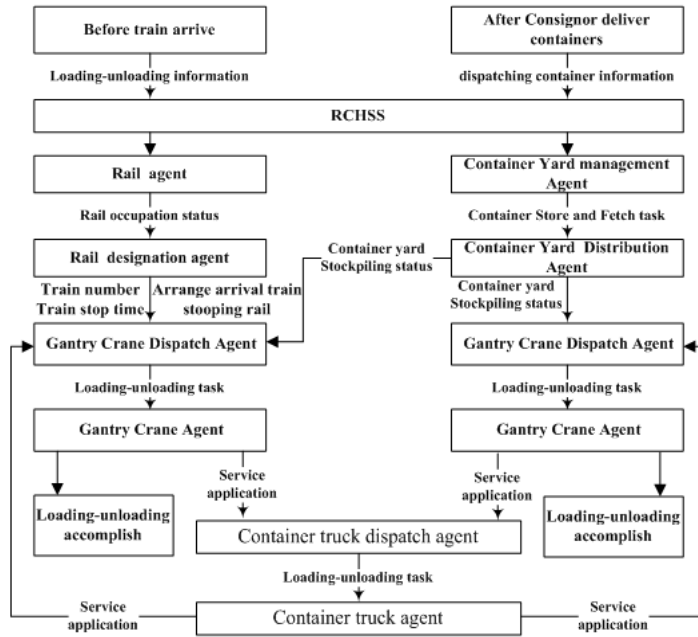 Before train arrive
After Consignor deliver
containers
Loading-unloading information
dispatching container information
RCHSS
Rail agent
Container Yard management
Agent
Rail occupation status
Container Store and Fetch task
Rail designation agent
Container yard
Stockpiling status
Container Yard Distribution
Agent
Train number
Train stop time
Arrange arrival train
stooping rail
Container yard
Stockpiling status
Gantry Crane Dispatch Agent
Gantry Crane Dispatch Agent
Loading-unloading task
Loading-unloading task
Gantry Crane Agent
Gantry Crane Agent
Service
application
Service
application
Loading-unloading
accomplish
Loading-unloading
accomplish
Container truck dispatch agent
Loading-unloading task
Service
application
Container truck agent
Service
application